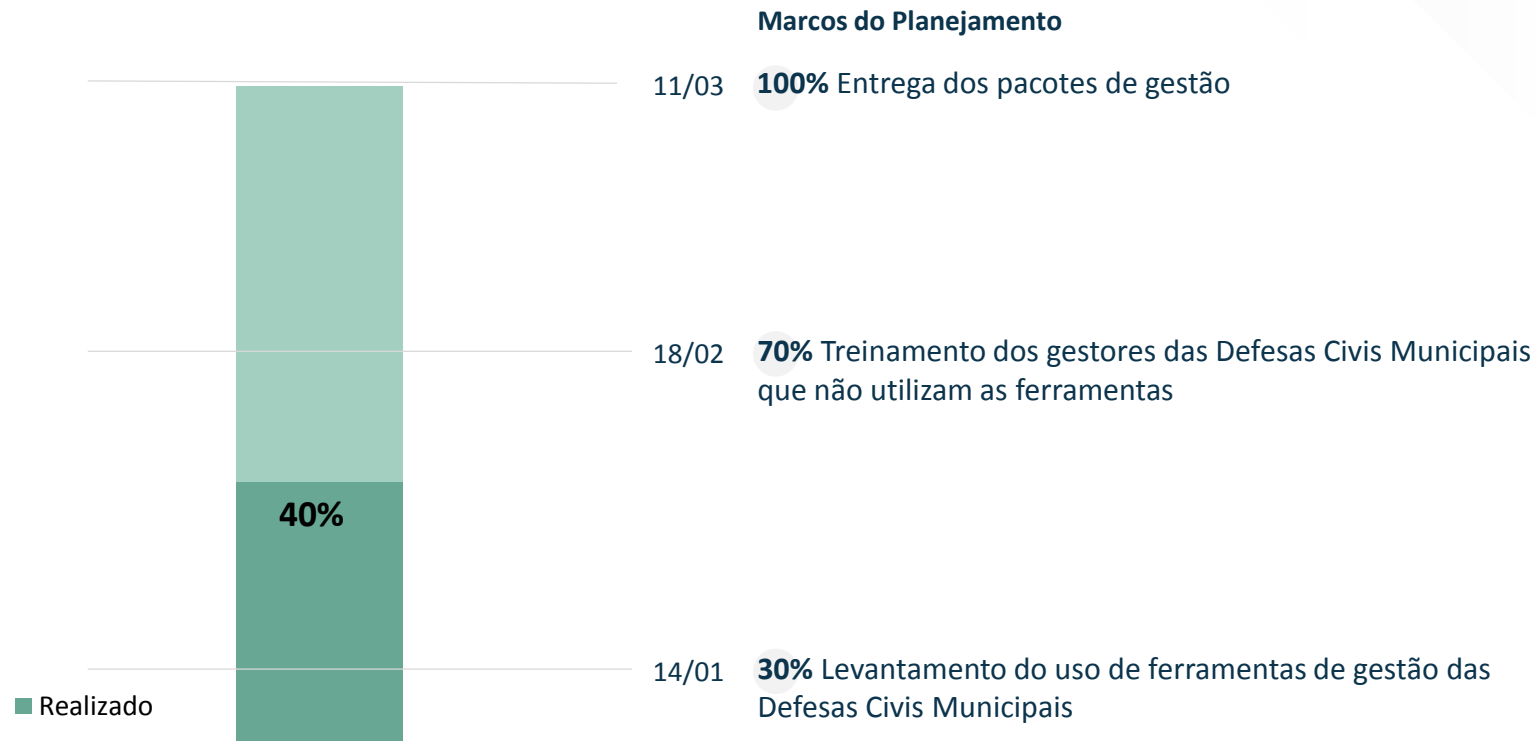 Marcos do Planejamento
11/03 100% Entrega dos pacotes de gestão
18/02 70% Treinamento dos gestores das Defesas Civis Municipais
que não utilizam as ferramentas
40%
14/01 30% Levantamento do uso de ferramentas de gestão das
Defesas Civis Municipais
Realizado